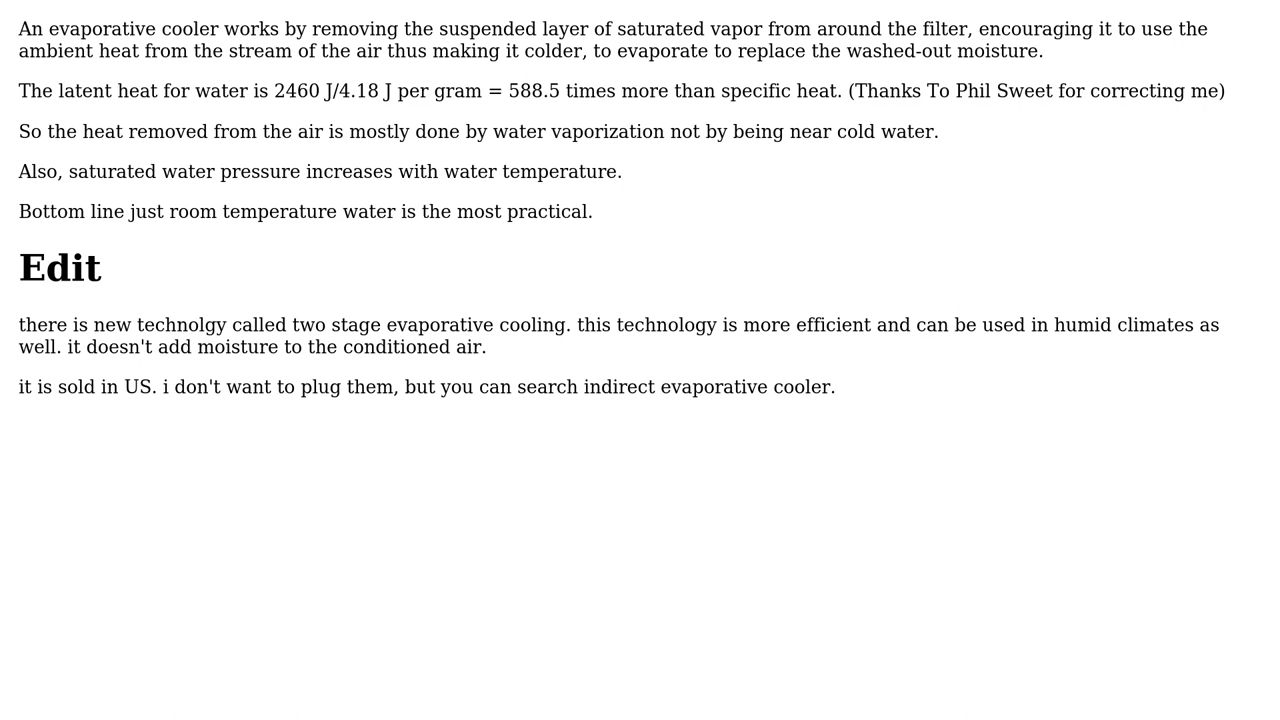 An evaporative cooler works by removing the suspended layer of saturated vapor from around the filter, encouraging it to use the
ambient heat from the stream of the air thus making it colder, to evaporate to replace the washed-out moisture.
The latent heat for water is 2460 J/4.18 J per gram = 588.5 times more than specific heat. (Thanks To Phil Sweet for correcting me)
So the heat removed from the air is mostly done by water vaporization not by being near cold water.
Also, saturated water pressure increases with water temperature.
Bottom line just room temperature water is the most practical.
Edit
there is new technolgy called two stage evaporative cooling. this technology is more efficient and can be used in humid climates as
well. it doesn't add moisture to the conditioned air.
it is sold in US. i don't want to plug them, but you can search indirect evaporative cooler.